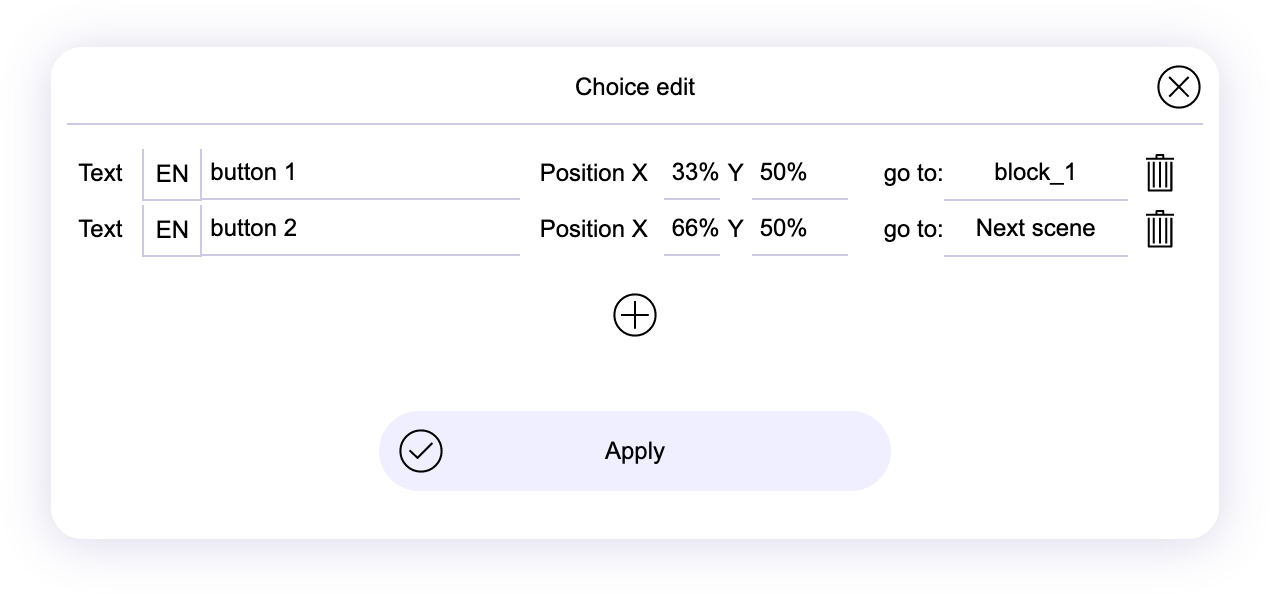 Choice edit
Text EN button 1 Position X 33% Y 50% go to: block_1
Text EN button 2 Position X 66% Y 50% go to: Next scene
Apply